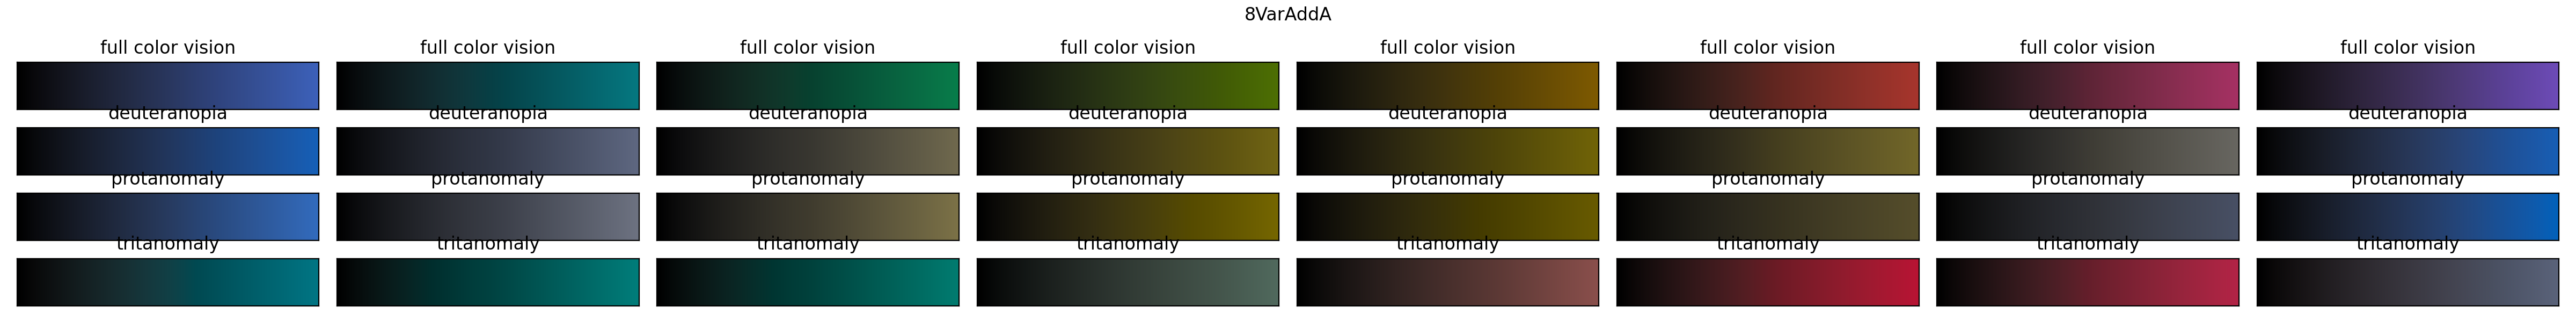 8VarAddA
full color vision full color vision full color vision full color vision full color vision full color vision full color vision full color vision
deuteranopia deuteranopia deuteranopia deuteranopia deuteranopia deuteranopia deuteranopia deuteranopia
protanomaly protanomaly protanomaly protanomaly protanomaly protanomaly protanomaly protanomaly
tritanomaly tritanomaly tritanomaly tritanomaly tritanomaly tritanomaly tritanomaly tritanomaly